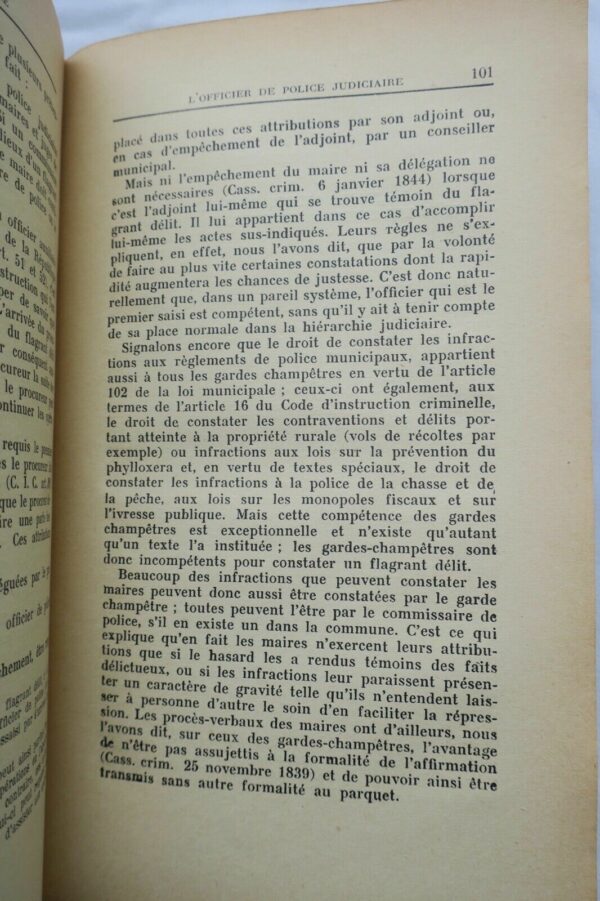 L'OFFICIER DE POLICE JUDICIAIRE 101
placé dans toutes ces attributions par son adjoint ou,
en cas d'empêchement de l'adjoint, par un conseiller
municipal.
Mais ni l'empêchement du maire ni sa délégation ne
sont nécessaires (Cass. crim. 6 janvier 1844) lorsque
c'est l'adjoint lui-même qui se trouve témoin du fla-
grant délit. Il lui appartient dans ce cas d'accomplir
lui-même les actes sus-indiqués. Leurs règles ne s'ex-
pliquent, en effet, nous l'avons dit, que par la volonté
de faire au plus vite certaines constatations dont la rapi-
dité augmentera les chances de justesse. C'est donc natu-
rellement que, dans un pareil système, l'officier qui est le
premier saisi est compétent, sans qu'il y ait à tenir compte
de sa place normale dans la hiérarchie judiciaire.
Signalons encore que le droit de constater les infrac-
tions aux règlements de police municipaux, appartient
aussi à tous les gardes champêtres en vertu de l'article
102 de la loi municipale ; ceux-ci ont également, aux
termes de l'article 16 du Code d'instruction criminelle,
le droit de constater les contraventions et délits por-
tant atteinte à la propriété rurale (vols de récoltes par
exemple) ou infractions aux lois sur la prévention du
phylloxera et, en vertu de textes spéciaux, le droit de
constater les infractions à la police de la chasse et de
la pêche, aux lois sur les monopoles fiscaux et sur
l'ivresse publique. Mais cette compétence des gardes
champêtres est exceptionnelle et n'existe qu'autant
qu'un texte l'a instituée ; les gardes-champêtres sont
donc incompétents pour constater un flagrant délit.
Beaucoup des infractions que peuvent constater les
maires peuvent donc aussi être constatées par le garde
champêtre ; toutes peuvent l'être par le commissaire de
police, s'il en existe un dans la commune. C'est ce qui
explique qu'en fait les maires n'exercent leurs attribu-
tions que si le hasard les a rendus témoins des faits
délictueux, ou si les infractions leur paraissent présen-
ter un caractère de gravité telle qu'ils n'entendent lais-
ser à personne d'autre le soin d'en faciliter la répres-
sion. Les procès-verbaux des maires ont d'ailleurs, nous
l'avons dit, sur ceux des gardes-champêtres, l'avantage
de n'être pas assujettis à la formalité de l'affirmation
(Cass. crim. 25 novembre 1839) et de pouvoir ainsi être
transmis sans autre formalité au parquet.